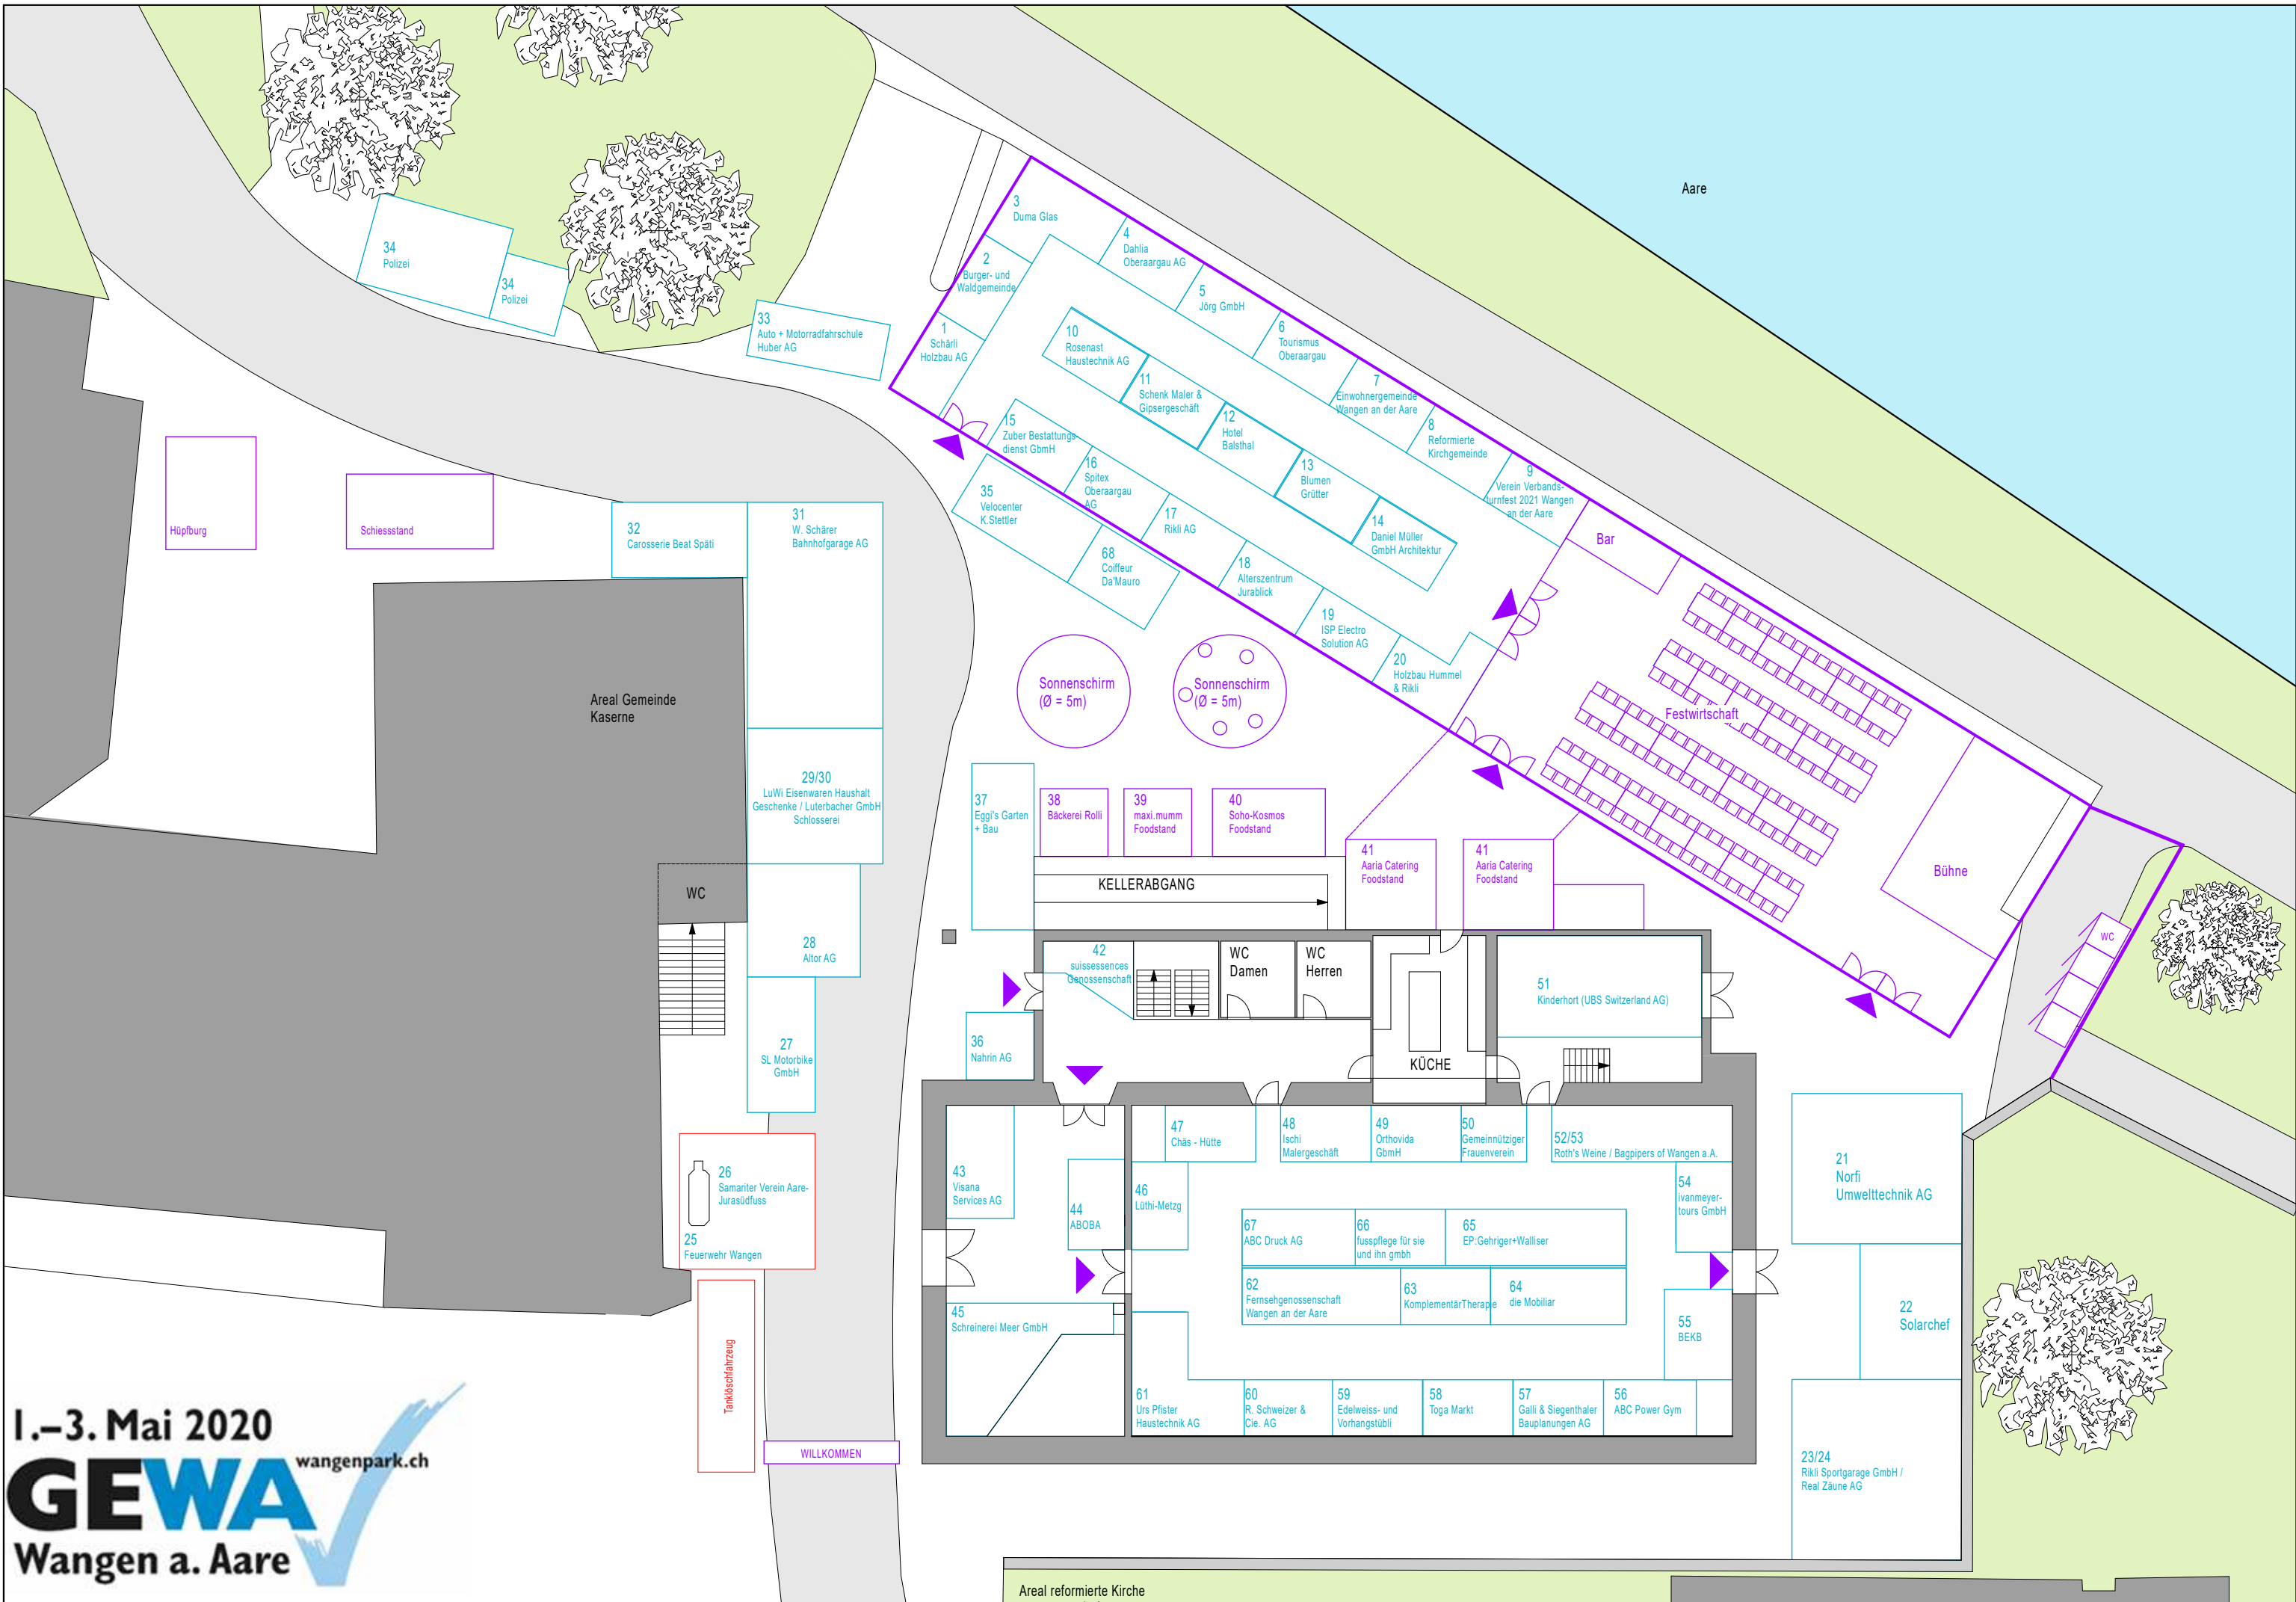 Aare
3
Duma Glas
4
Dahlia
Oberaargau AG
2
Burger- und
Waldgemeinde
34
Polizei
34
Polizei
5
Jörg GmbH
33
Auto + Motorradfahrschule
Huber AG
1
Schärli
Holzbau AG
10
Rosenast
Haustechnik AG
6
Tourismus
Oberaargau
11
Schenk Maler &
Gipsergeschäft
7
Einwohnergemeinde
Wangen an der Aare
12
Hotel
Balsthal
8
Reformierte
Kirchgemeinde
15
Zuber Bestattungs
dienst GbmH
16
Spitex
Oberaargau
AG
13
Blumen
Grütter
9
Verein Verbands-
turnfest 2021 Wangen
an der Aare
35
Velocenter
K.Stettler
17
Rikli AG
14
Daniel Müller
GmbH Architektur
Bar
Hüpfburg
Schiessstand
32
Carosserie Beat Späti
31
W. Schärer
Bahnhofgarage AG
68
Coiffeur
Da'Mauro
18
Alterszentrum
Jurablick
19
ISP Electro
Solution AG
20
Holzbau Hummel
& Rikli
Sonnenschirm
(Ø = 5m)
Sonnenschirm
(Ø = 5m)
Festwirtschaft
Areal Gemeinde
Kaserne
29/30
LuWi Eisenwaren Haushalt
Geschenke / Luterbacher GmbH
Schlosserei
37
Eggi's Garten
+ Bau
38
Bäckerei Rolli
39
maxi.mumm
Foodstand
40
Soho-Kosmos
Foodstand
41
Aaria Catering
Foodstand
41
Aaria Catering
Foodstand
Bühne
KELLERABGANG
WC
WC
28
Altor AG
42
suissessences
Genossenschaft
WC
Damen
WC
Herren
51
Kinderhort (UBS Switzerland AG)
27
SL Motorbike
GmbH
36
Nahrin AG
KÜCHE
47
Chäs - Hütte
48
Ischi
Malergeschäft
49
Orthovida
GbmH
50
Gemeinnütziger
Frauenverein
52/53
Roth's Weine / Bagpipers of Wangen a.A.
21
Norfi
Umwelttechnik AG
26
Samariter Verein Aare-
Jurasüdfuss
25
Feuerwehr Wangen
43
Visana
Services AG
44
ABOBA
46
Lüthi-Metzg
54
ivanmeyer-
tours GmbH
67
ABC Druck AG
66
fusspflege für sie
und ihn gmbh
65
EP:Gehriger+Walliser
62
Fernsehgenossenschaft
Wangen an der Aare
63
KomplementärTherapie
64
die Mobiliar
45
Schreinerei Meer GmbH
55
BEKB
22
Solarchef
Tanklöschfahrzeug
61
Urs Pfister
Haustechnik AG
60
R. Schweizer &
Cie. AG
59
Edelweiss- und
Vorhangstübli
58
Toga Markt
57
Galli & Siegenthaler
Bauplanungen AG
56
ABC Power Gym
23/24
Rikli Sportgarage GmbH /
Real Zäune AG
WILLKOMMEN
1.–3. Mai 2020
wangenpark.ch
GEWA
Wangen a. Aare
Areal reformierte Kirche